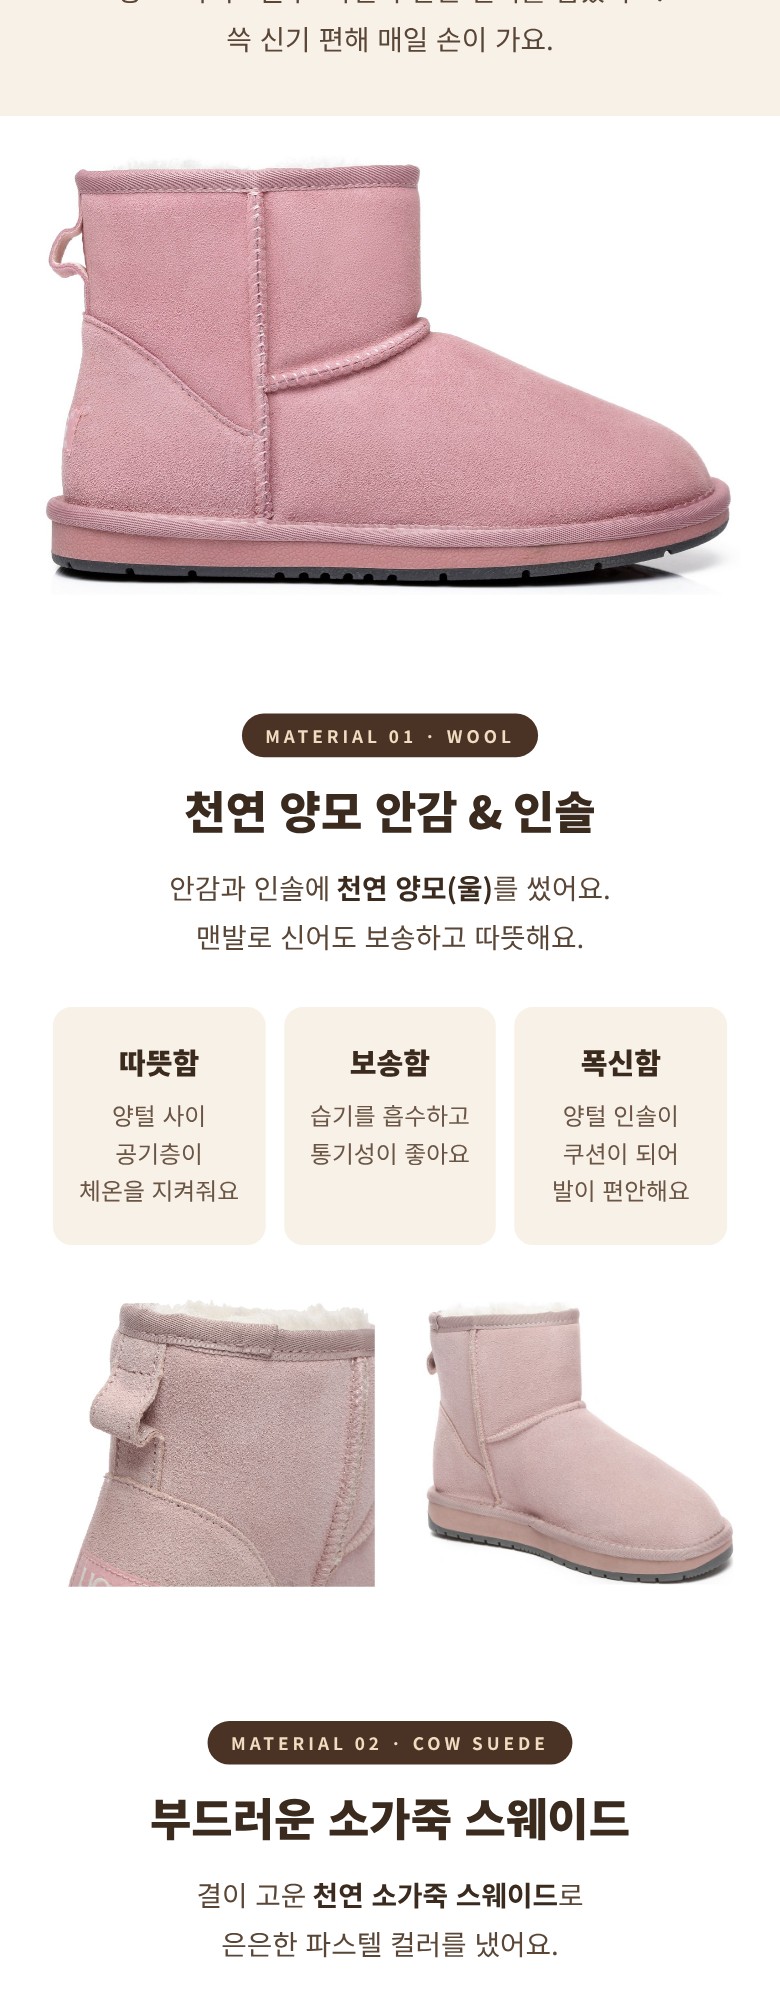 쓱 신기 편해 매일 손이 가요.
MATERIAL 01 · WOOL
천연 양모 안감 & 인솔
안감과 인솔에 천연 양모(울)를 썼어요.
맨발로 신어도 보송하고 따뜻해요.
따뜻함
양털 사이
공기층이
체온을 지켜줘요
보송함
습기를 흡수하고
통기성이 좋아요
폭신함
양털 인솔이
쿠션이 되어
발이 편안해요
MATERIAL 02 · COW SUEDE
부드러운 소가죽 스웨이드
결이 고운 천연 소가죽 스웨이드로
은은한 파스텔 컬러를 냈어요.